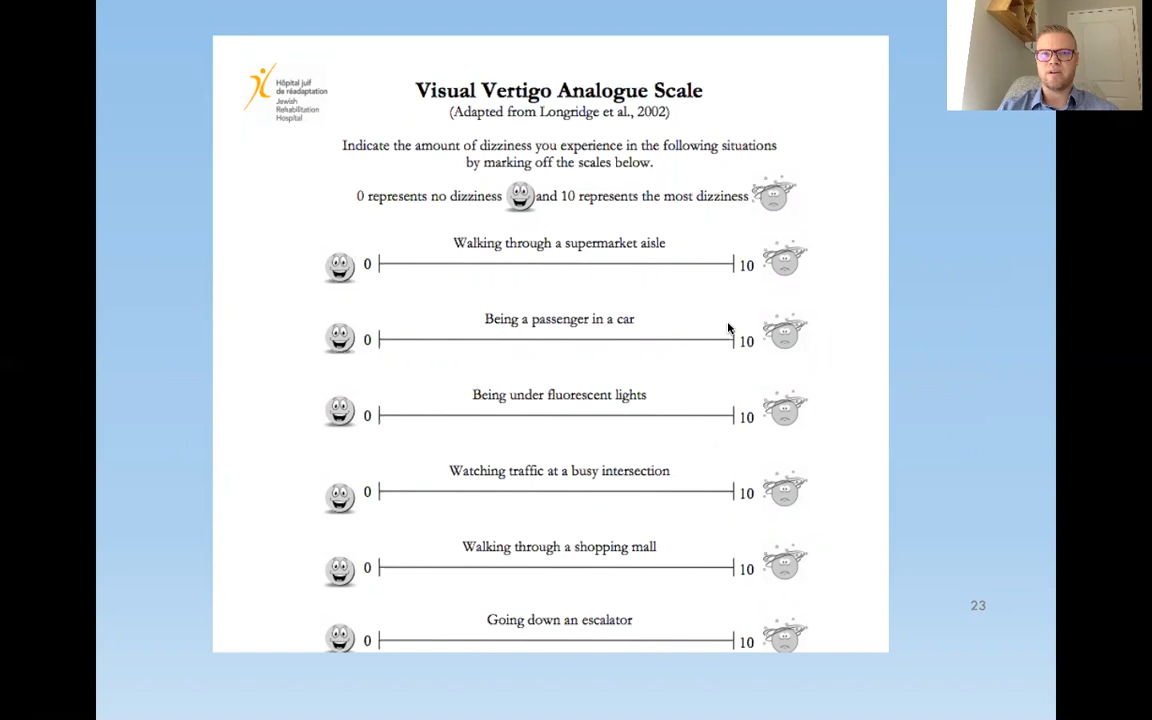 Hôpital juif
de réadaptation
Jewish
Rehabilitation
Hospital
Visual Vertigo Analogue Scale
(Adapted from Longridge et al., 2002)
Indicate the amount of dizziness you experience in the following situations
by marking off the scales below.
0 represents no dizziness and 10 represents the most dizziness
Walking through a supermarket aisle
0 10
Being a passenger in a car
0 10
Being under fluorescent lights
0 10
Watching traffic at a busy intersection
0 10
Walking through a shopping mall
0 10
Going down an escalator
0 10
23